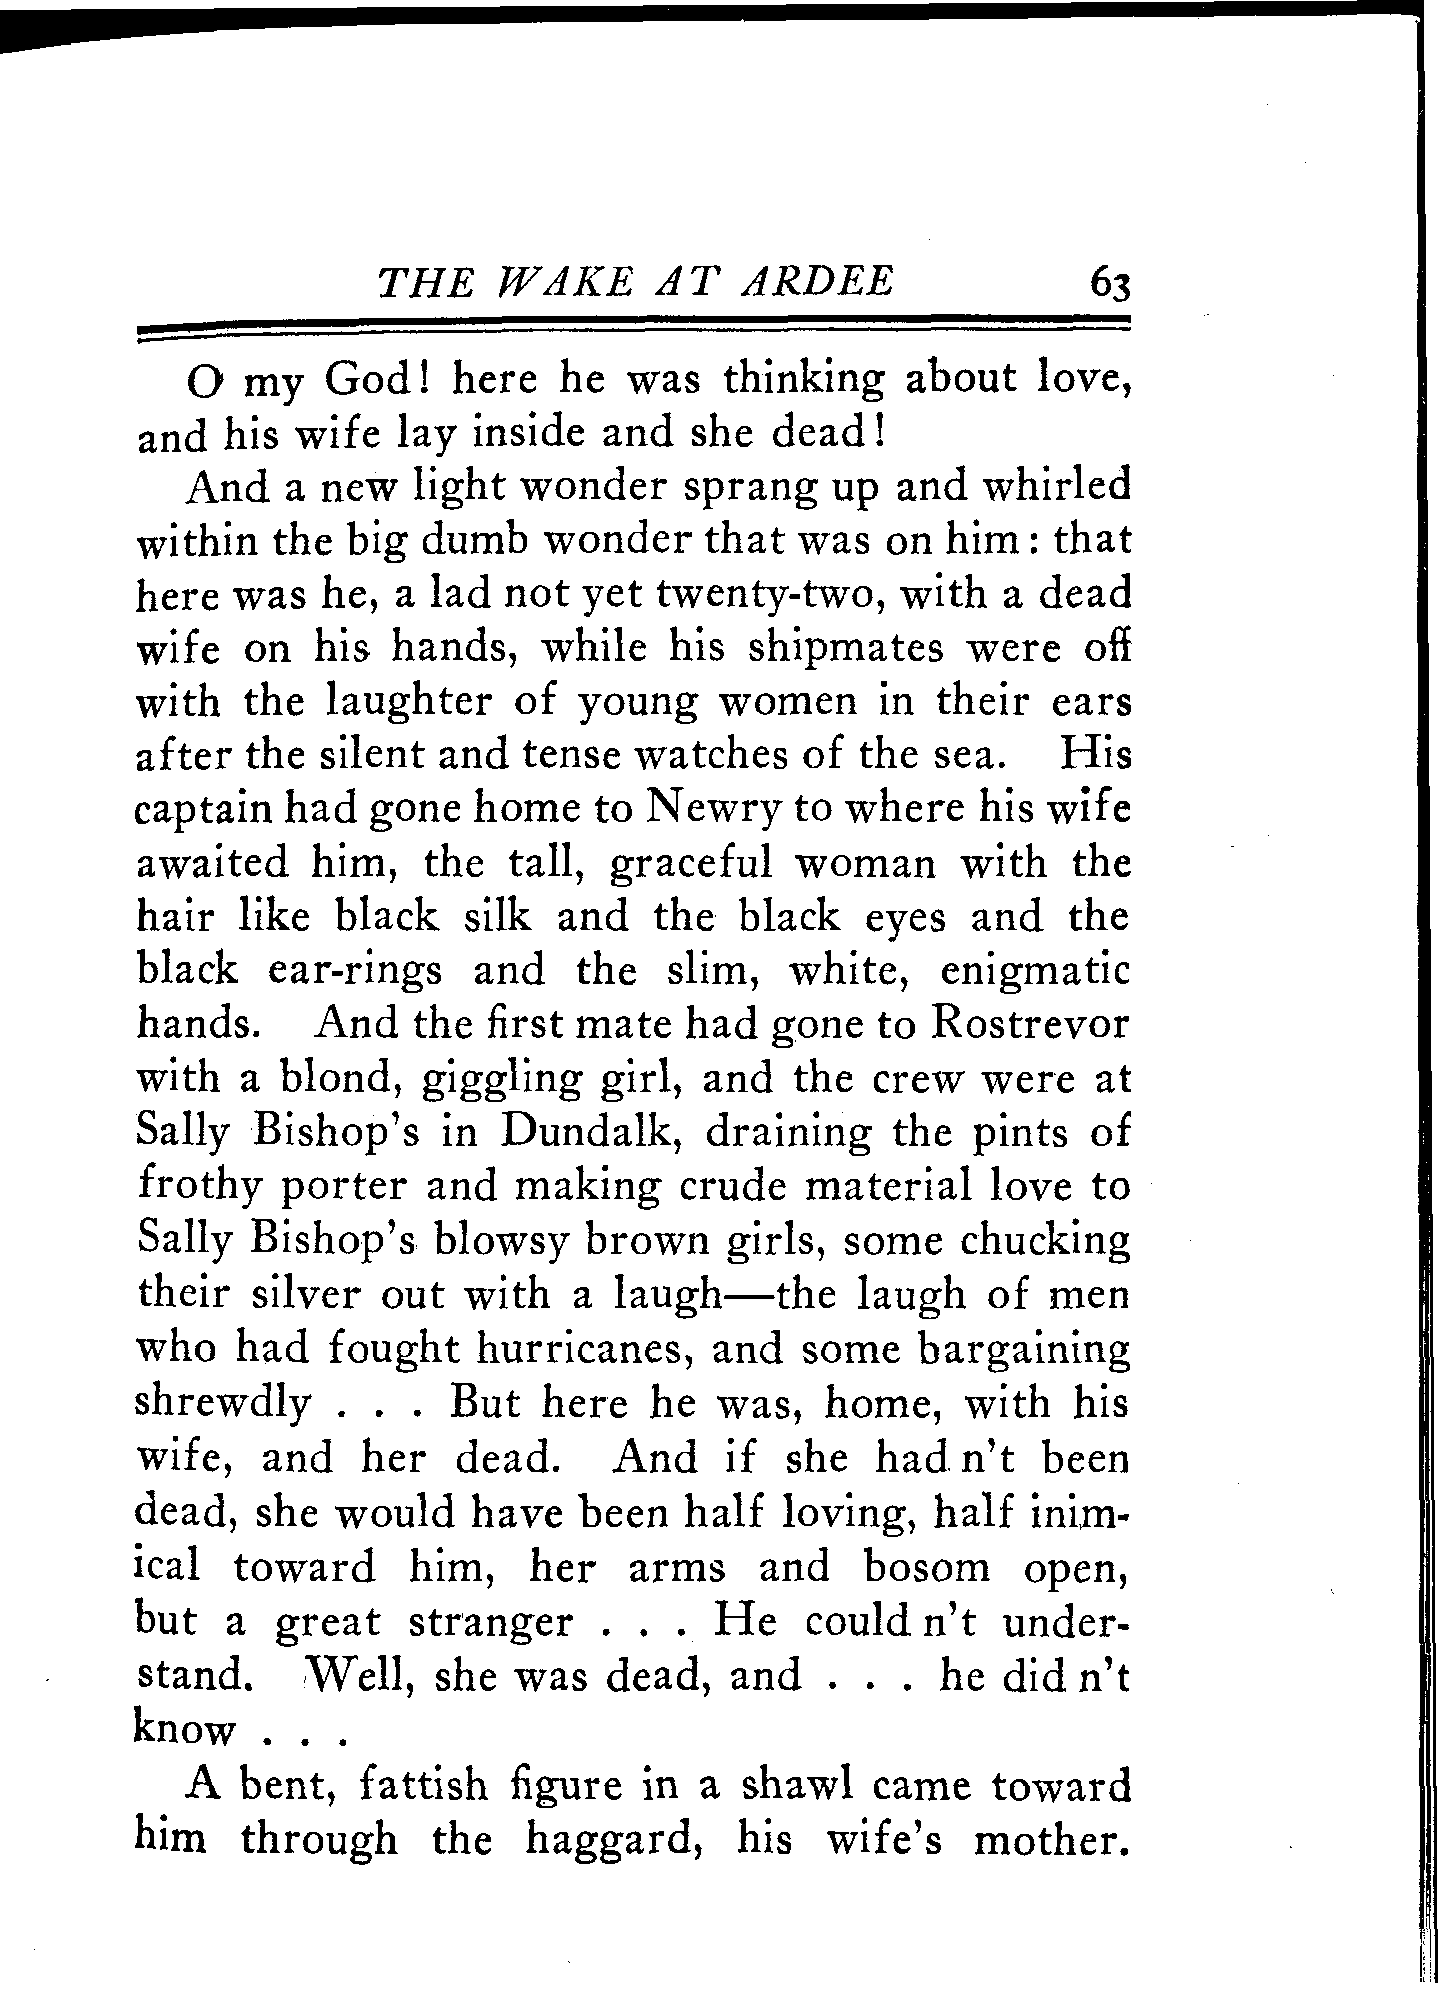 THE WAKE AT ARDEE 63
O my God! here he was thinking about love,
and his wife lay inside and she dead!
And a new light wonder sprang up and whirled
within the big dumb wonder that was on him: that
here was he, a lad not yet twenty-two, with a dead
wife on his hands, while his shipmates were off
with the laughter of young women in their ears
after the silent and tense watches of the sea. His
captain had gone home to Newry to where his wife
awaited him, the tall, graceful woman with the
hair like black silk and the black eyes and the
black ear-rings and the slim, white, enigmatic
hands. And the first mate had gone to Rostrevor
with a blond, giggling girl, and the crew were at
Sally Bishop's in Dundalk, draining the pints of
frothy porter and making crude material love to
Sally Bishop's blowsy brown girls, some chucking
their silver out with a laugh—the laugh of men
who had fought hurricanes, and some bargaining
shrewdly . . . But here he was, home, with his
wife, and her dead. And if she had n't been
dead, she would have been half loving, half inim-
ical toward him, her arms and bosom open,
but a great stranger . . . He could n't under-
stand. Well, she was dead, and . . . he did n't
know . . .
A bent, fattish figure in a shawl came toward
him through the haggard, his wife's mother.